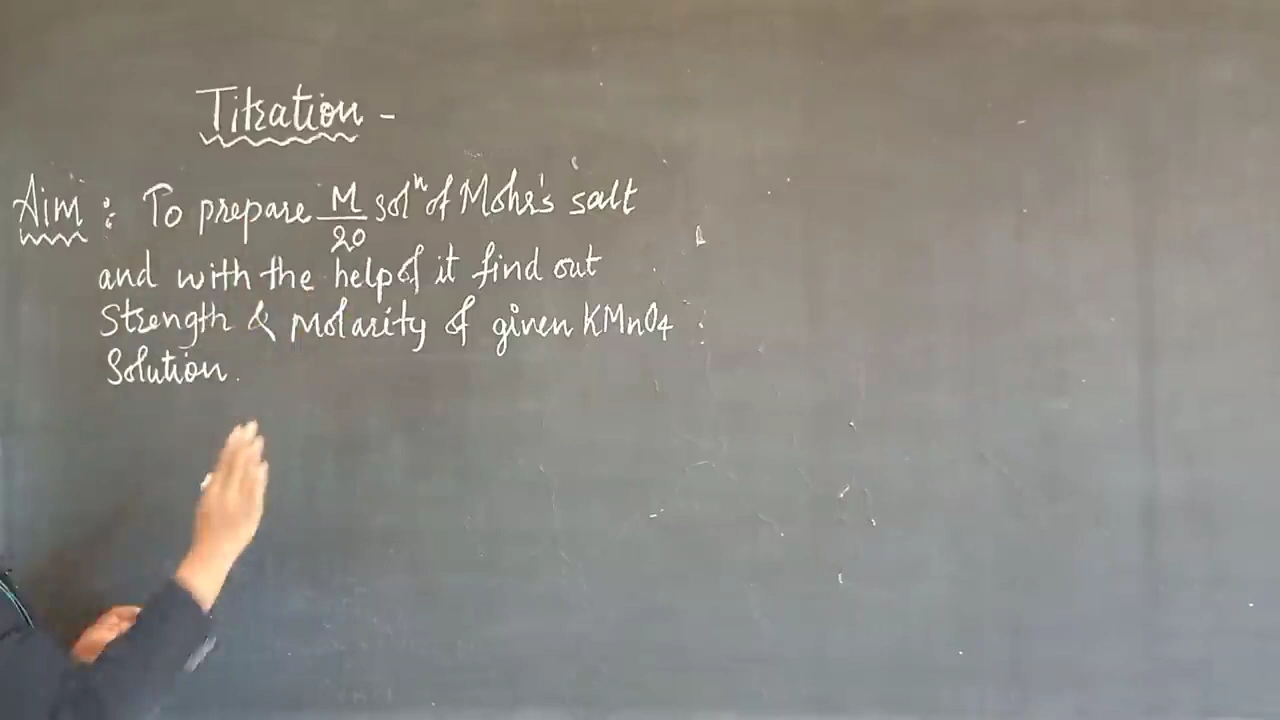 Titration -
Aim : To prepare M/20 solⁿ of Mohr's salt
and with the help of it find out
Strength & Molarity of given KMnO4
Solution.